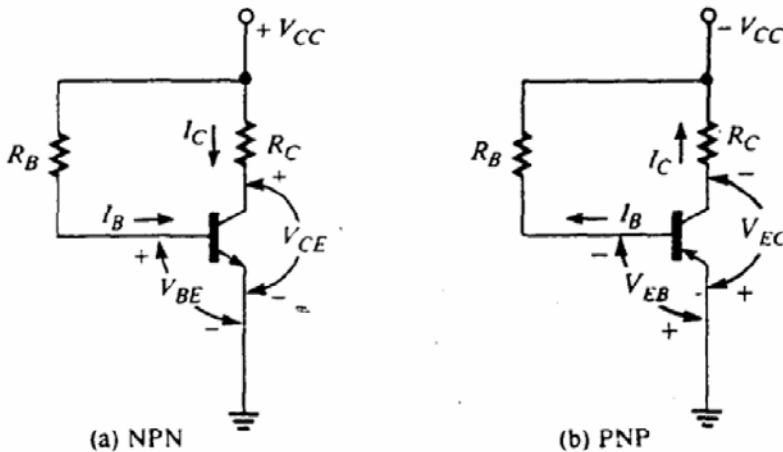 + V_CC
R_B
I_C
R_C
+
I_B
+
V_CE
V_BE
−
−
(a) NPN
− V_CC
R_B
I_C
R_C
−
I_B
−
V_EC
V_EB
+
+
(b) PNP